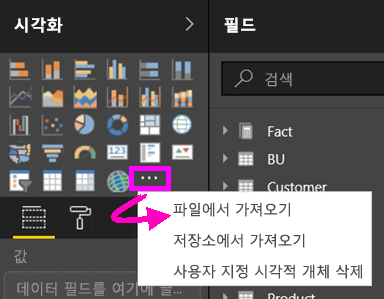 시각화
필드
검색
Fact
BU
Customer
123
...
파일에서 가져오기
저장소에서 가져오기
사용자 지정 시각적 개체 삭제
값
데이터 필드를 여기에 끌...
Product